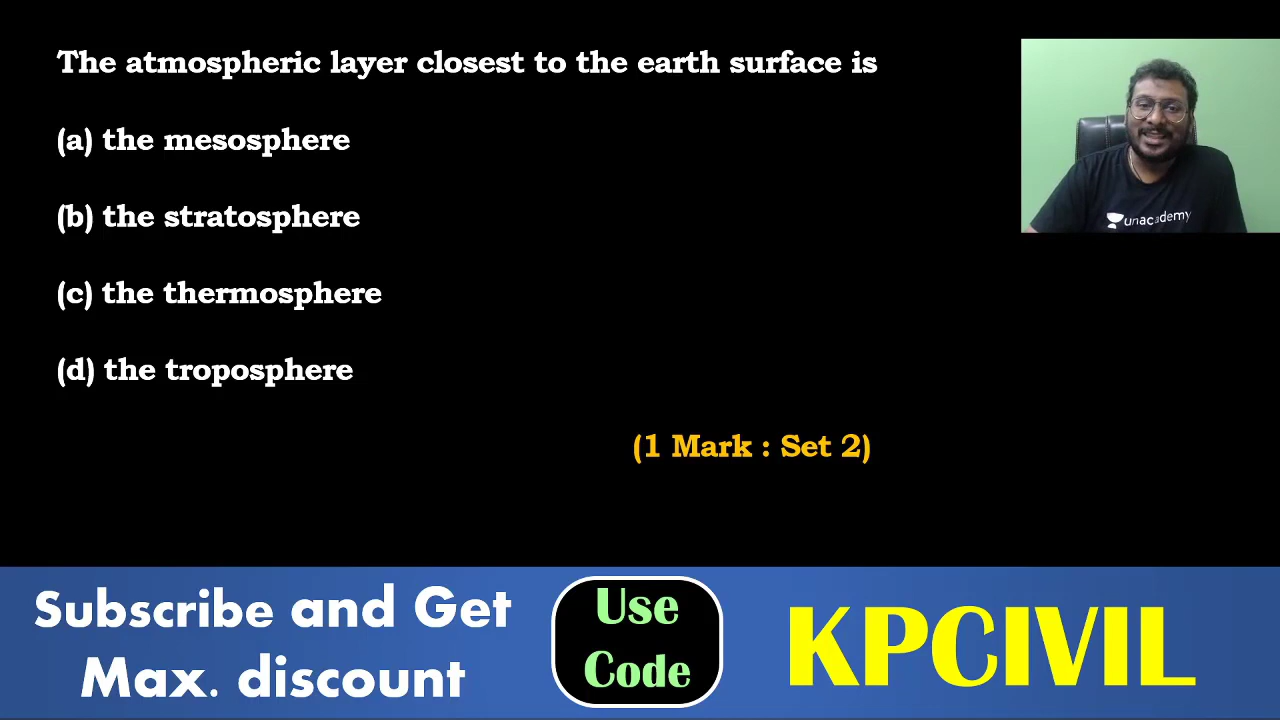 The atmospheric layer closest to the earth surface is
(a) the mesosphere
(b) the stratosphere
(c) the thermosphere
(d) the troposphere
(1 Mark : Set 2)
unacademy
Subscribe and Get
Max. discount
Use
Code
KPCIVIL